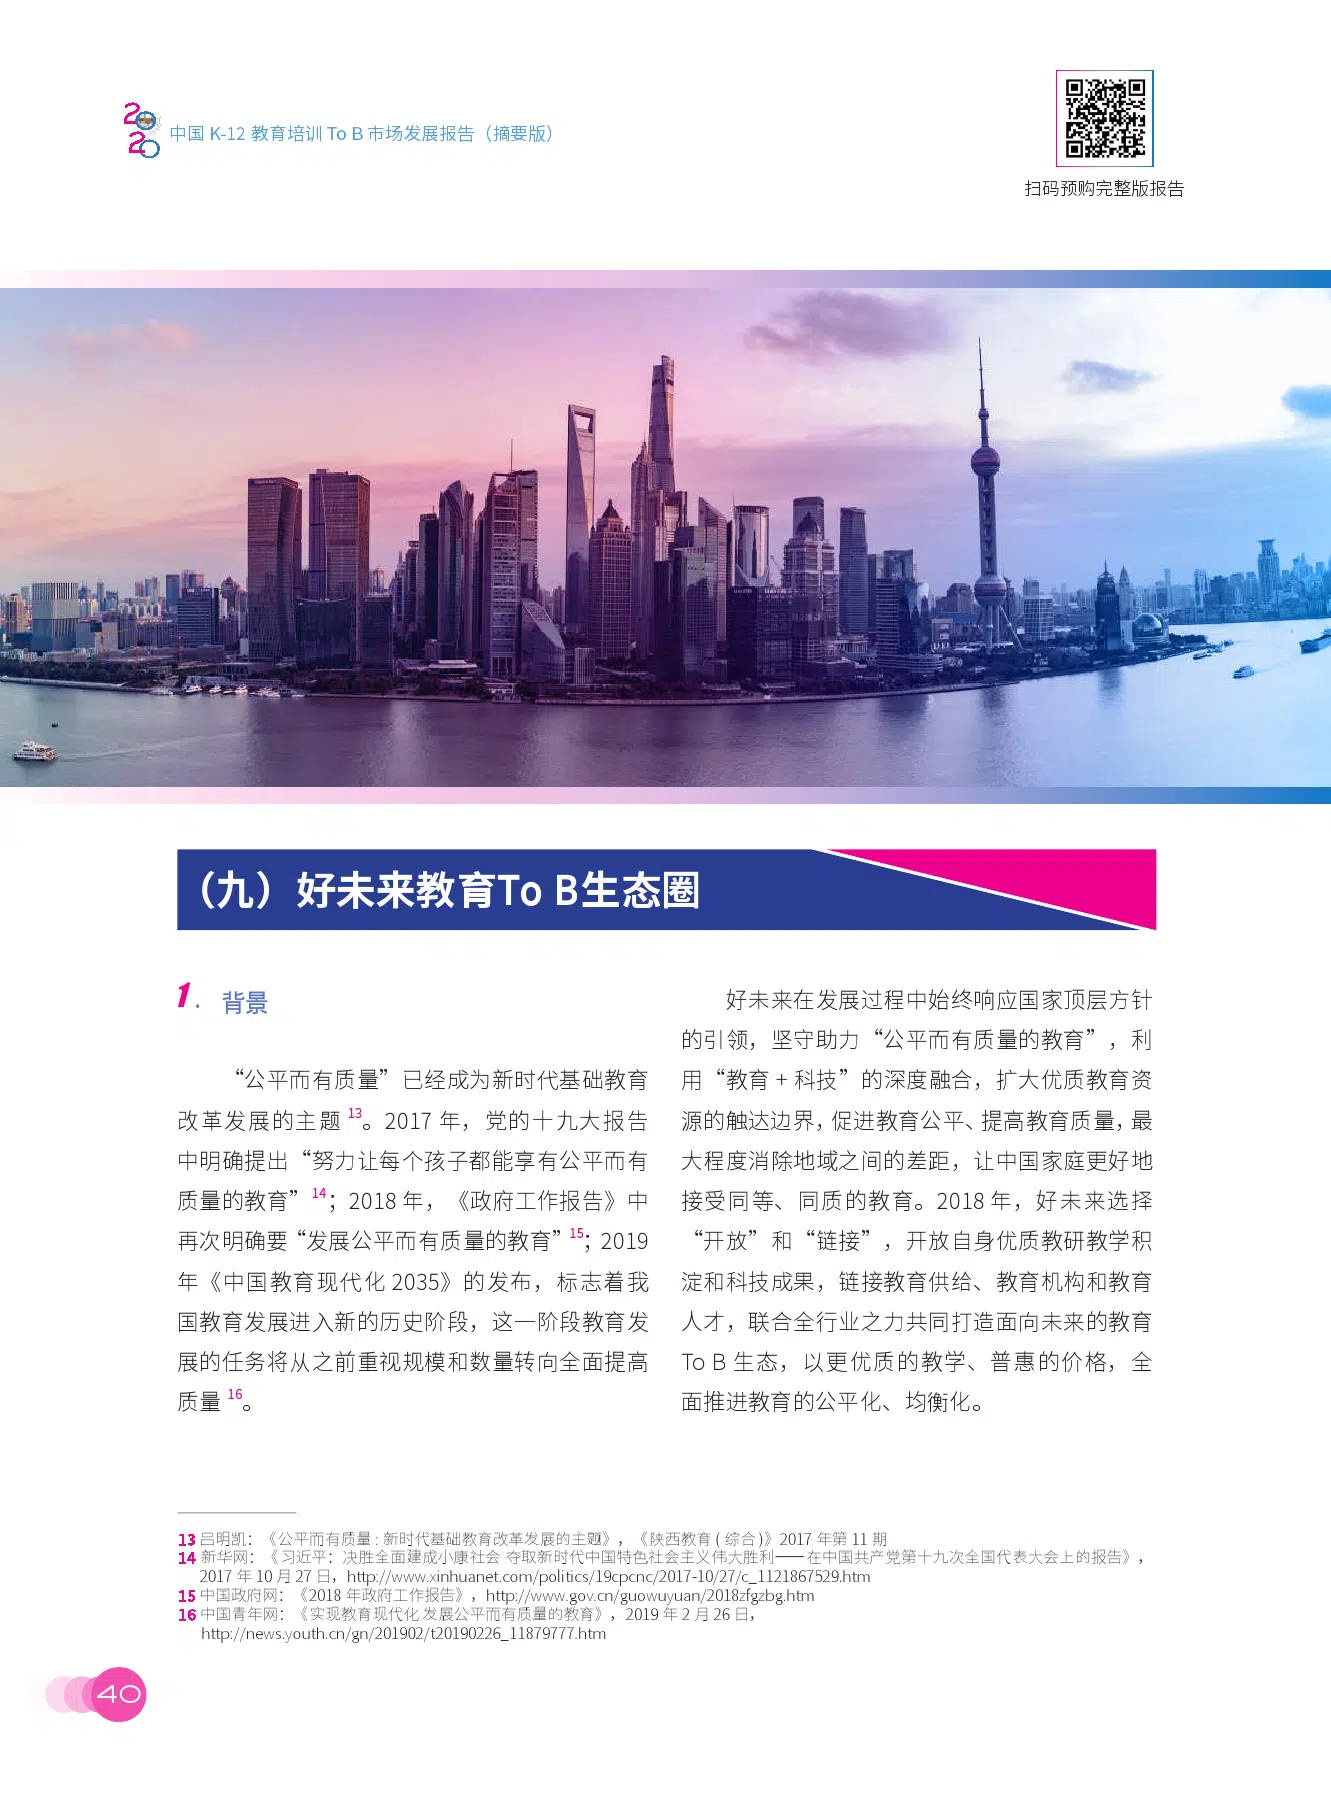 2020
中国 K-12 教育培训 To B 市场发展报告（摘要版）
扫码预购完整版报告
（九）好未来教育To B生态圈
1. 背景
“公平而有质量”已经成为新时代基础教育
改革发展的主题 13。2017 年，党的十九大报告
中明确提出“努力让每个孩子都能享有公平而有
质量的教育” 14；2018 年，《政府工作报告》中
再次明确要“发展公平而有质量的教育” 15；2019
年《中国教育现代化 2035》的发布，标志着我
国教育发展进入新的历史阶段，这一阶段教育发
展的任务将从之前重视规模和数量转向全面提高
质量 16。
好未来在发展过程中始终响应国家顶层方针
的引领，坚守助力“公平而有质量的教育”，利
用“教育 + 科技”的深度融合，扩大优质教育资
源的触达边界，促进教育公平、提高教育质量，最
大程度消除地域之间的差距，让中国家庭更好地
接受同等、同质的教育。2018 年，好未来选择
“开放”和“链接”，开放自身优质教研教学积
淀和科技成果，链接教育供给、教育机构和教育
人才，联合全行业之力共同打造面向未来的教育
To B 生态，以更优质的教学、普惠的价格，全
面推进教育的公平化、均衡化。
13 吕明凯：《公平而有质量 : 新时代基础教育改革发展的主题》，《陕西教育 ( 综合 )》2017 年第 11 期
14 新华网：《习近平：决胜全面建成小康社会 夺取新时代中国特色社会主义伟大胜利——在中国共产党第十九次全国代表大会上的报告》，
2017 年 10 月 27 日，http://www.xinhuanet.com/politics/19cpcnc/2017-10/27/c_1121867529.htm
15 中国政府网：《2018 年政府工作报告》，http://www.gov.cn/guowuyuan/2018zfgzbg.htm
16 中国青年网：《实现教育现代化 发展公平而有质量的教育》，2019 年 2 月 26 日，
http://news.youth.cn/gn/201902/t20190226_11879777.htm
40